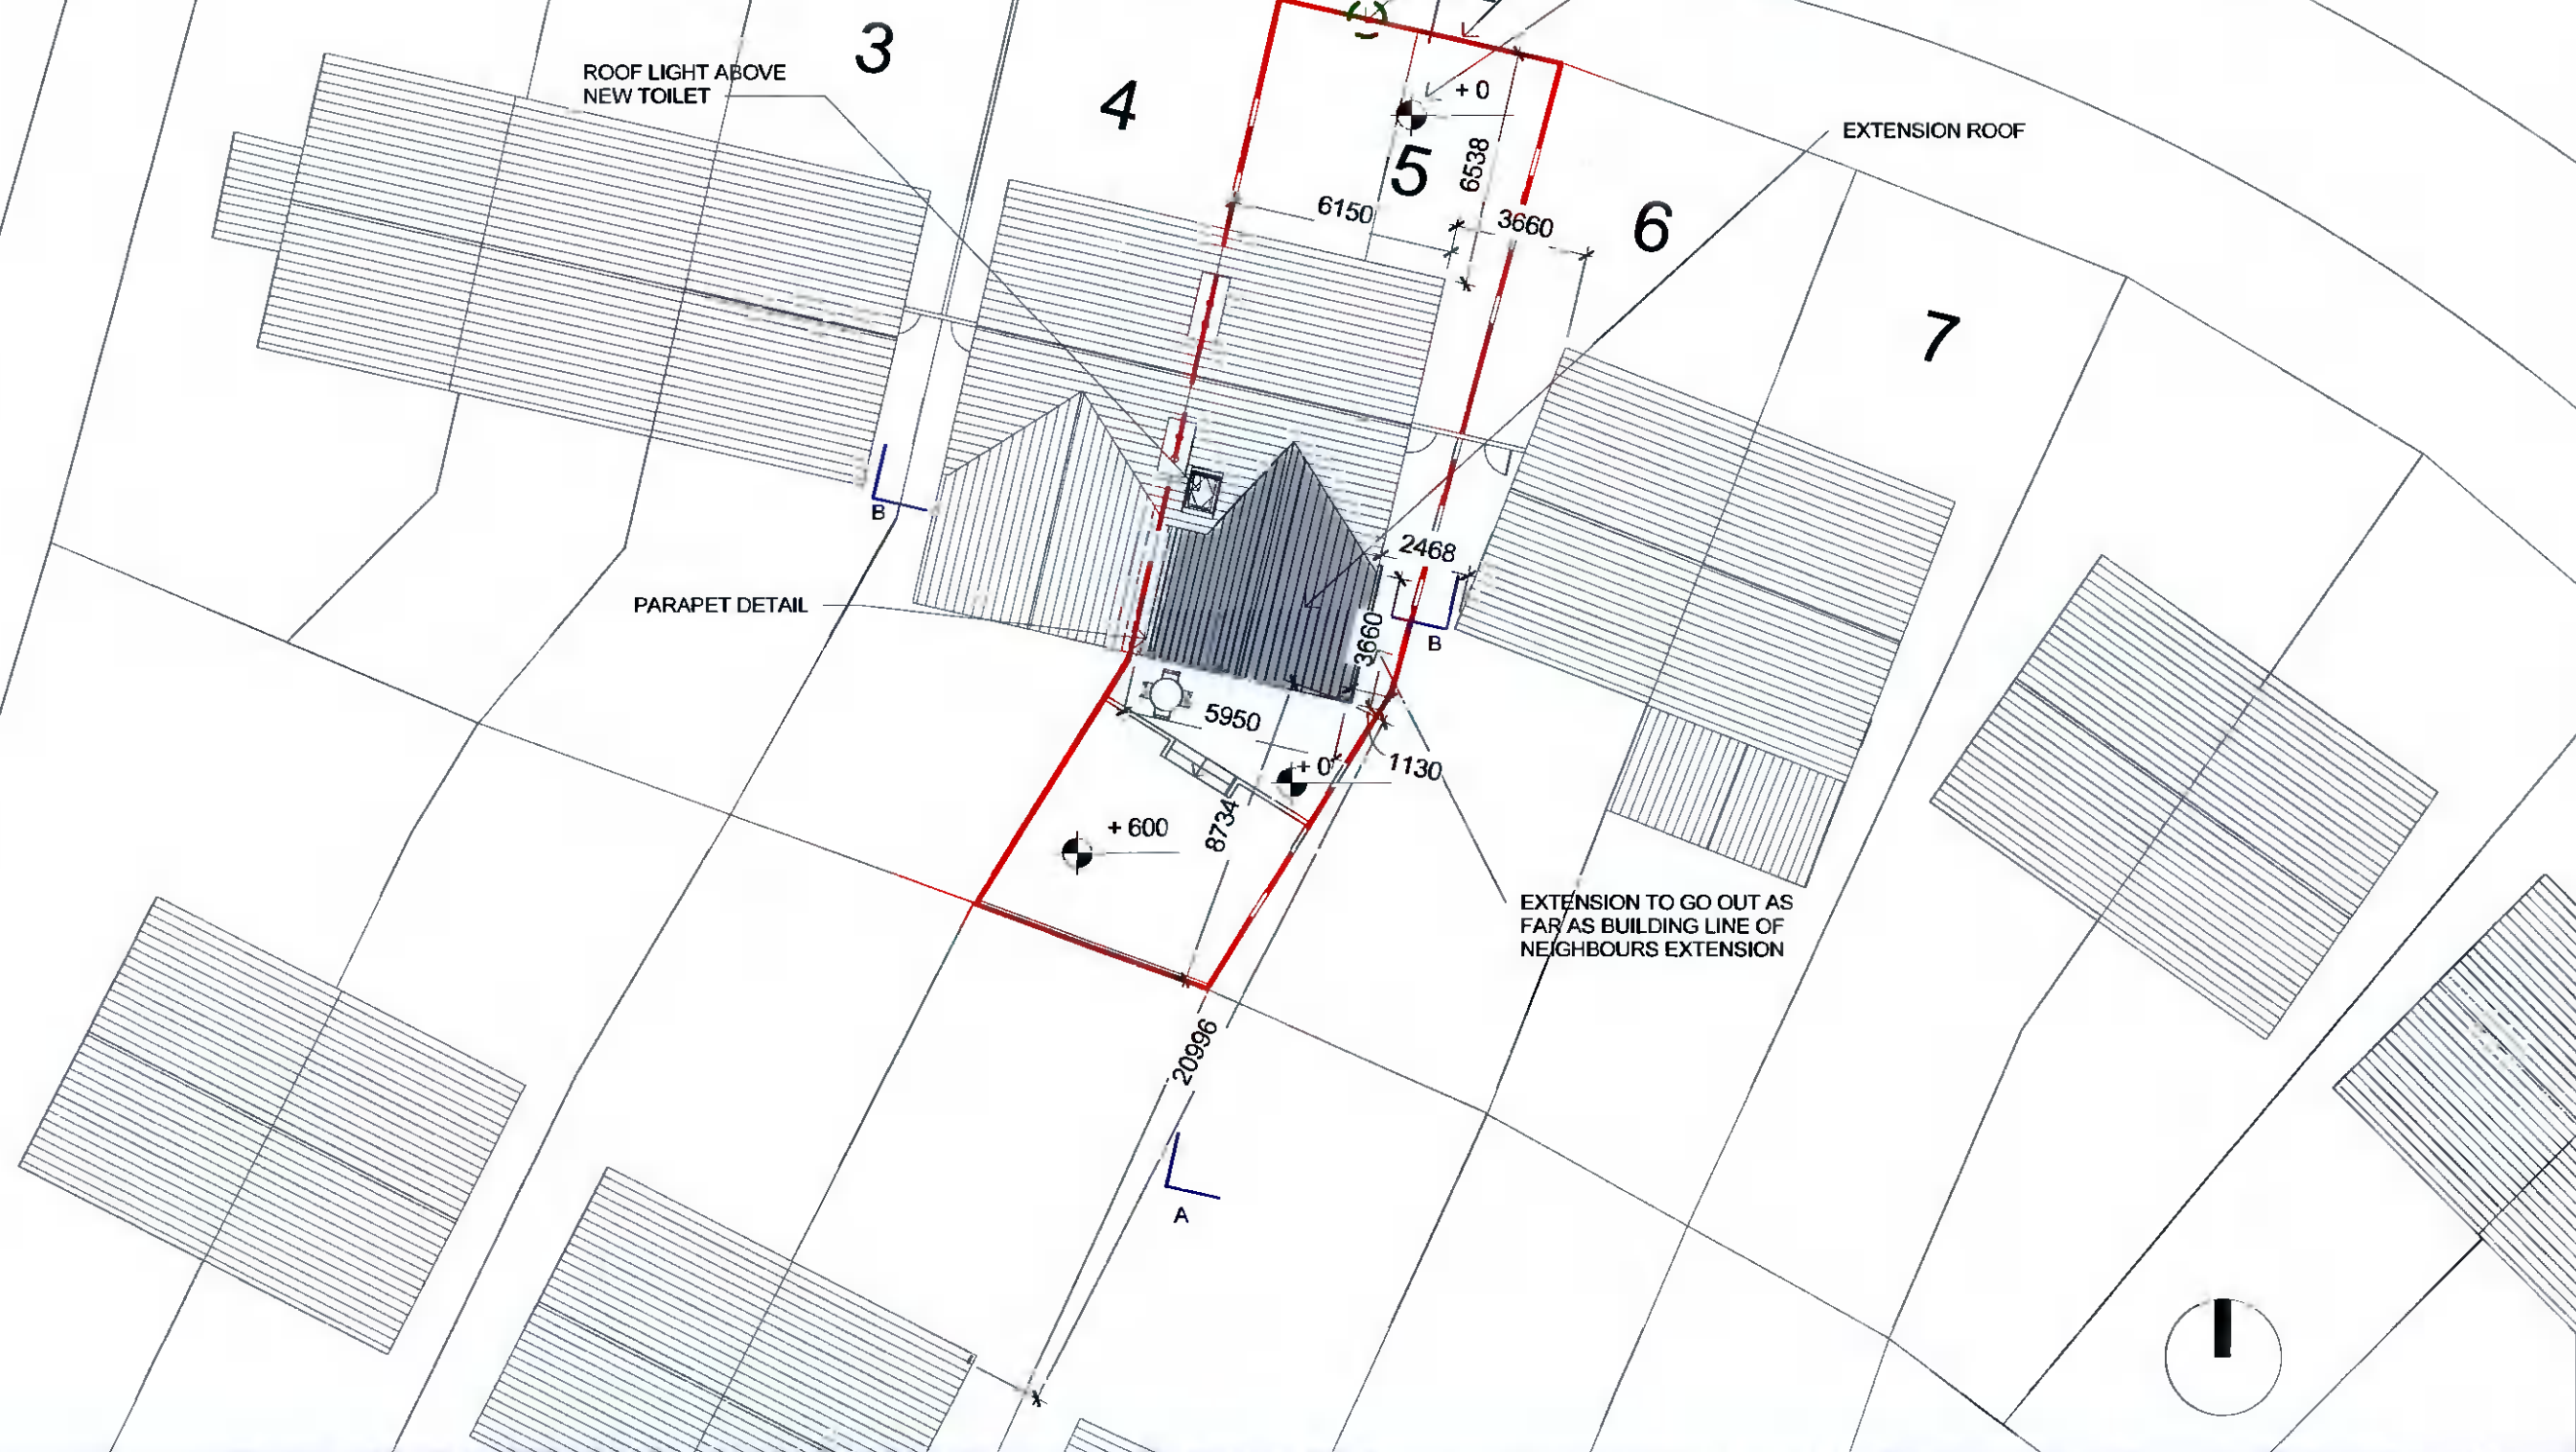 3
4
ROOF LIGHT ABOVE
NEW TOILET
+ 0
5
6538
EXTENSION ROOF
6150
3660
6
7
B
2468
PARAPET DETAIL
3660
B
5950
+ 0
1130
+ 600
8734
EXTENSION TO GO OUT AS
FAR AS BUILDING LINE OF
NEIGHBOURS EXTENSION
20996
A